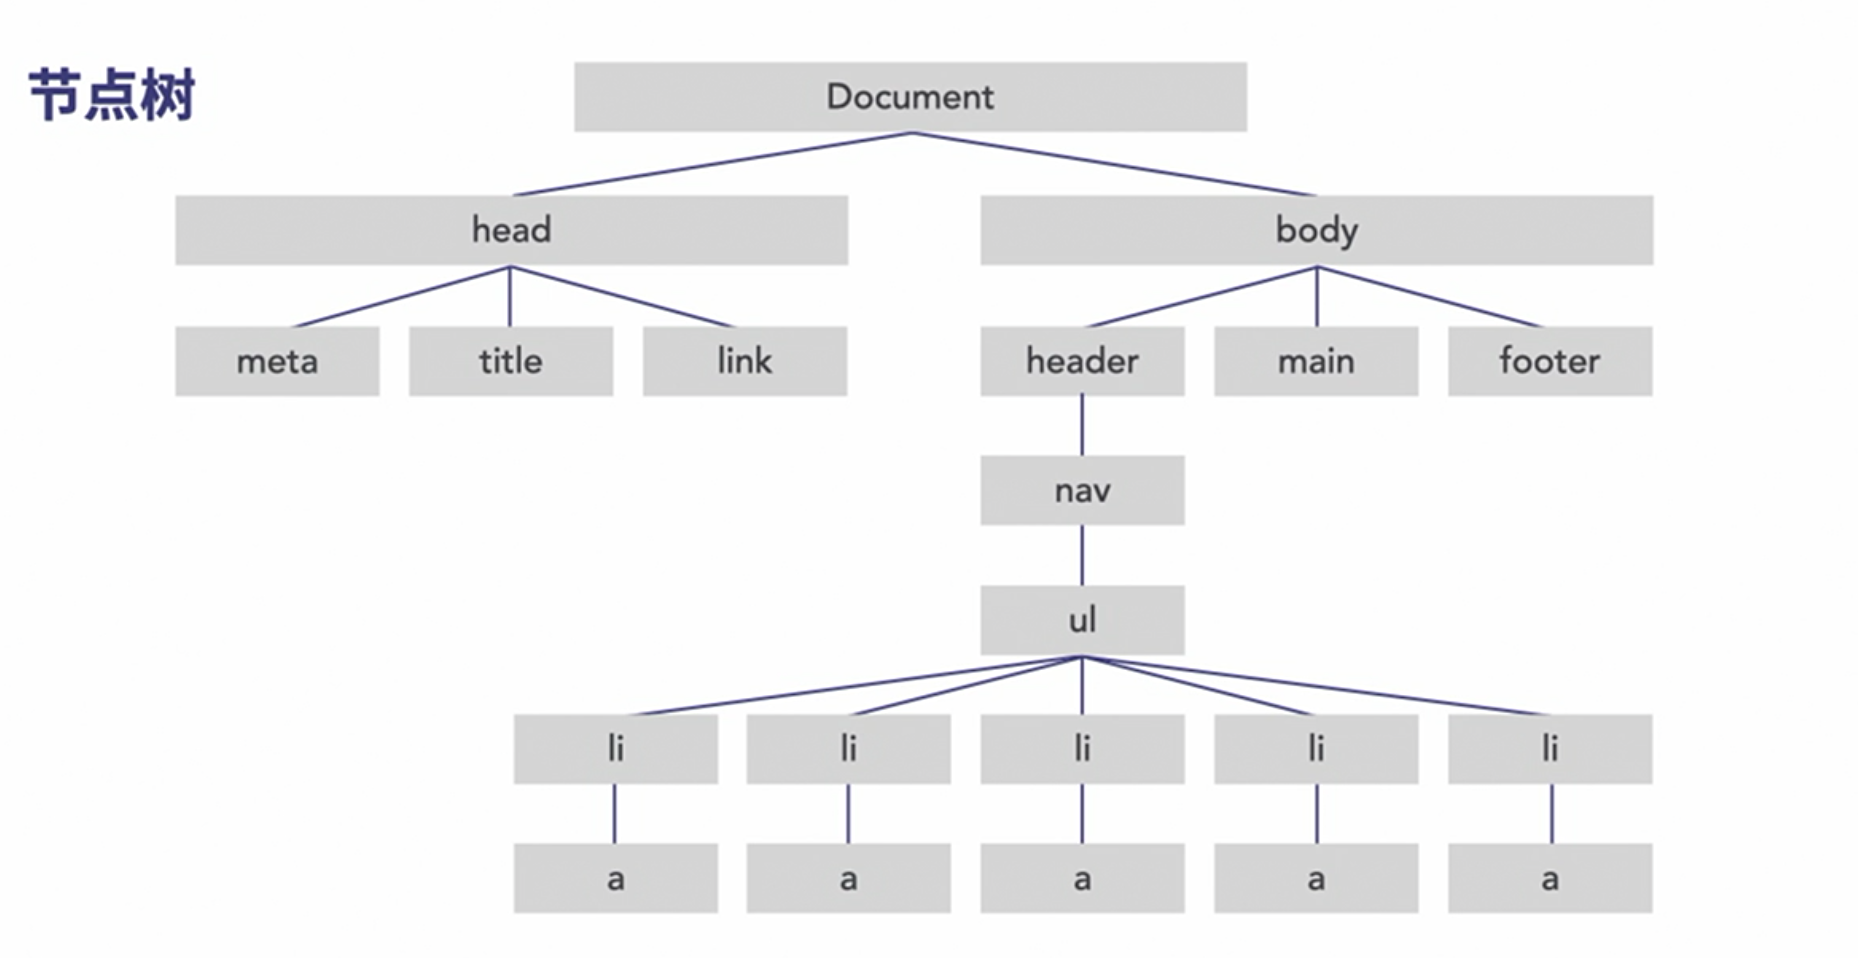 节点树
Document
head
body
meta
title
link
header
main
footer
nav
ul
li
li
li
li
li
a
a
a
a
a